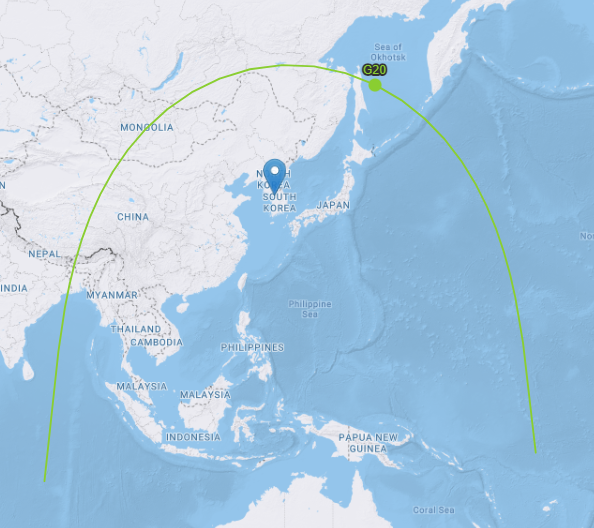 Sea of
Okhotsk
G20
MONGOLIA
N
KOREA
SOUTH
KOREA
JAPAN
N
CHINA
NEPAL
No
INDIA
MYANMAR
Philippine
Sea
THAILAND
CAMBODIA
PHILIPPINES
MALAYSIA
MALAYSIA
INDONESIA
PAPUA NEW
GUINEA
Coral Sea